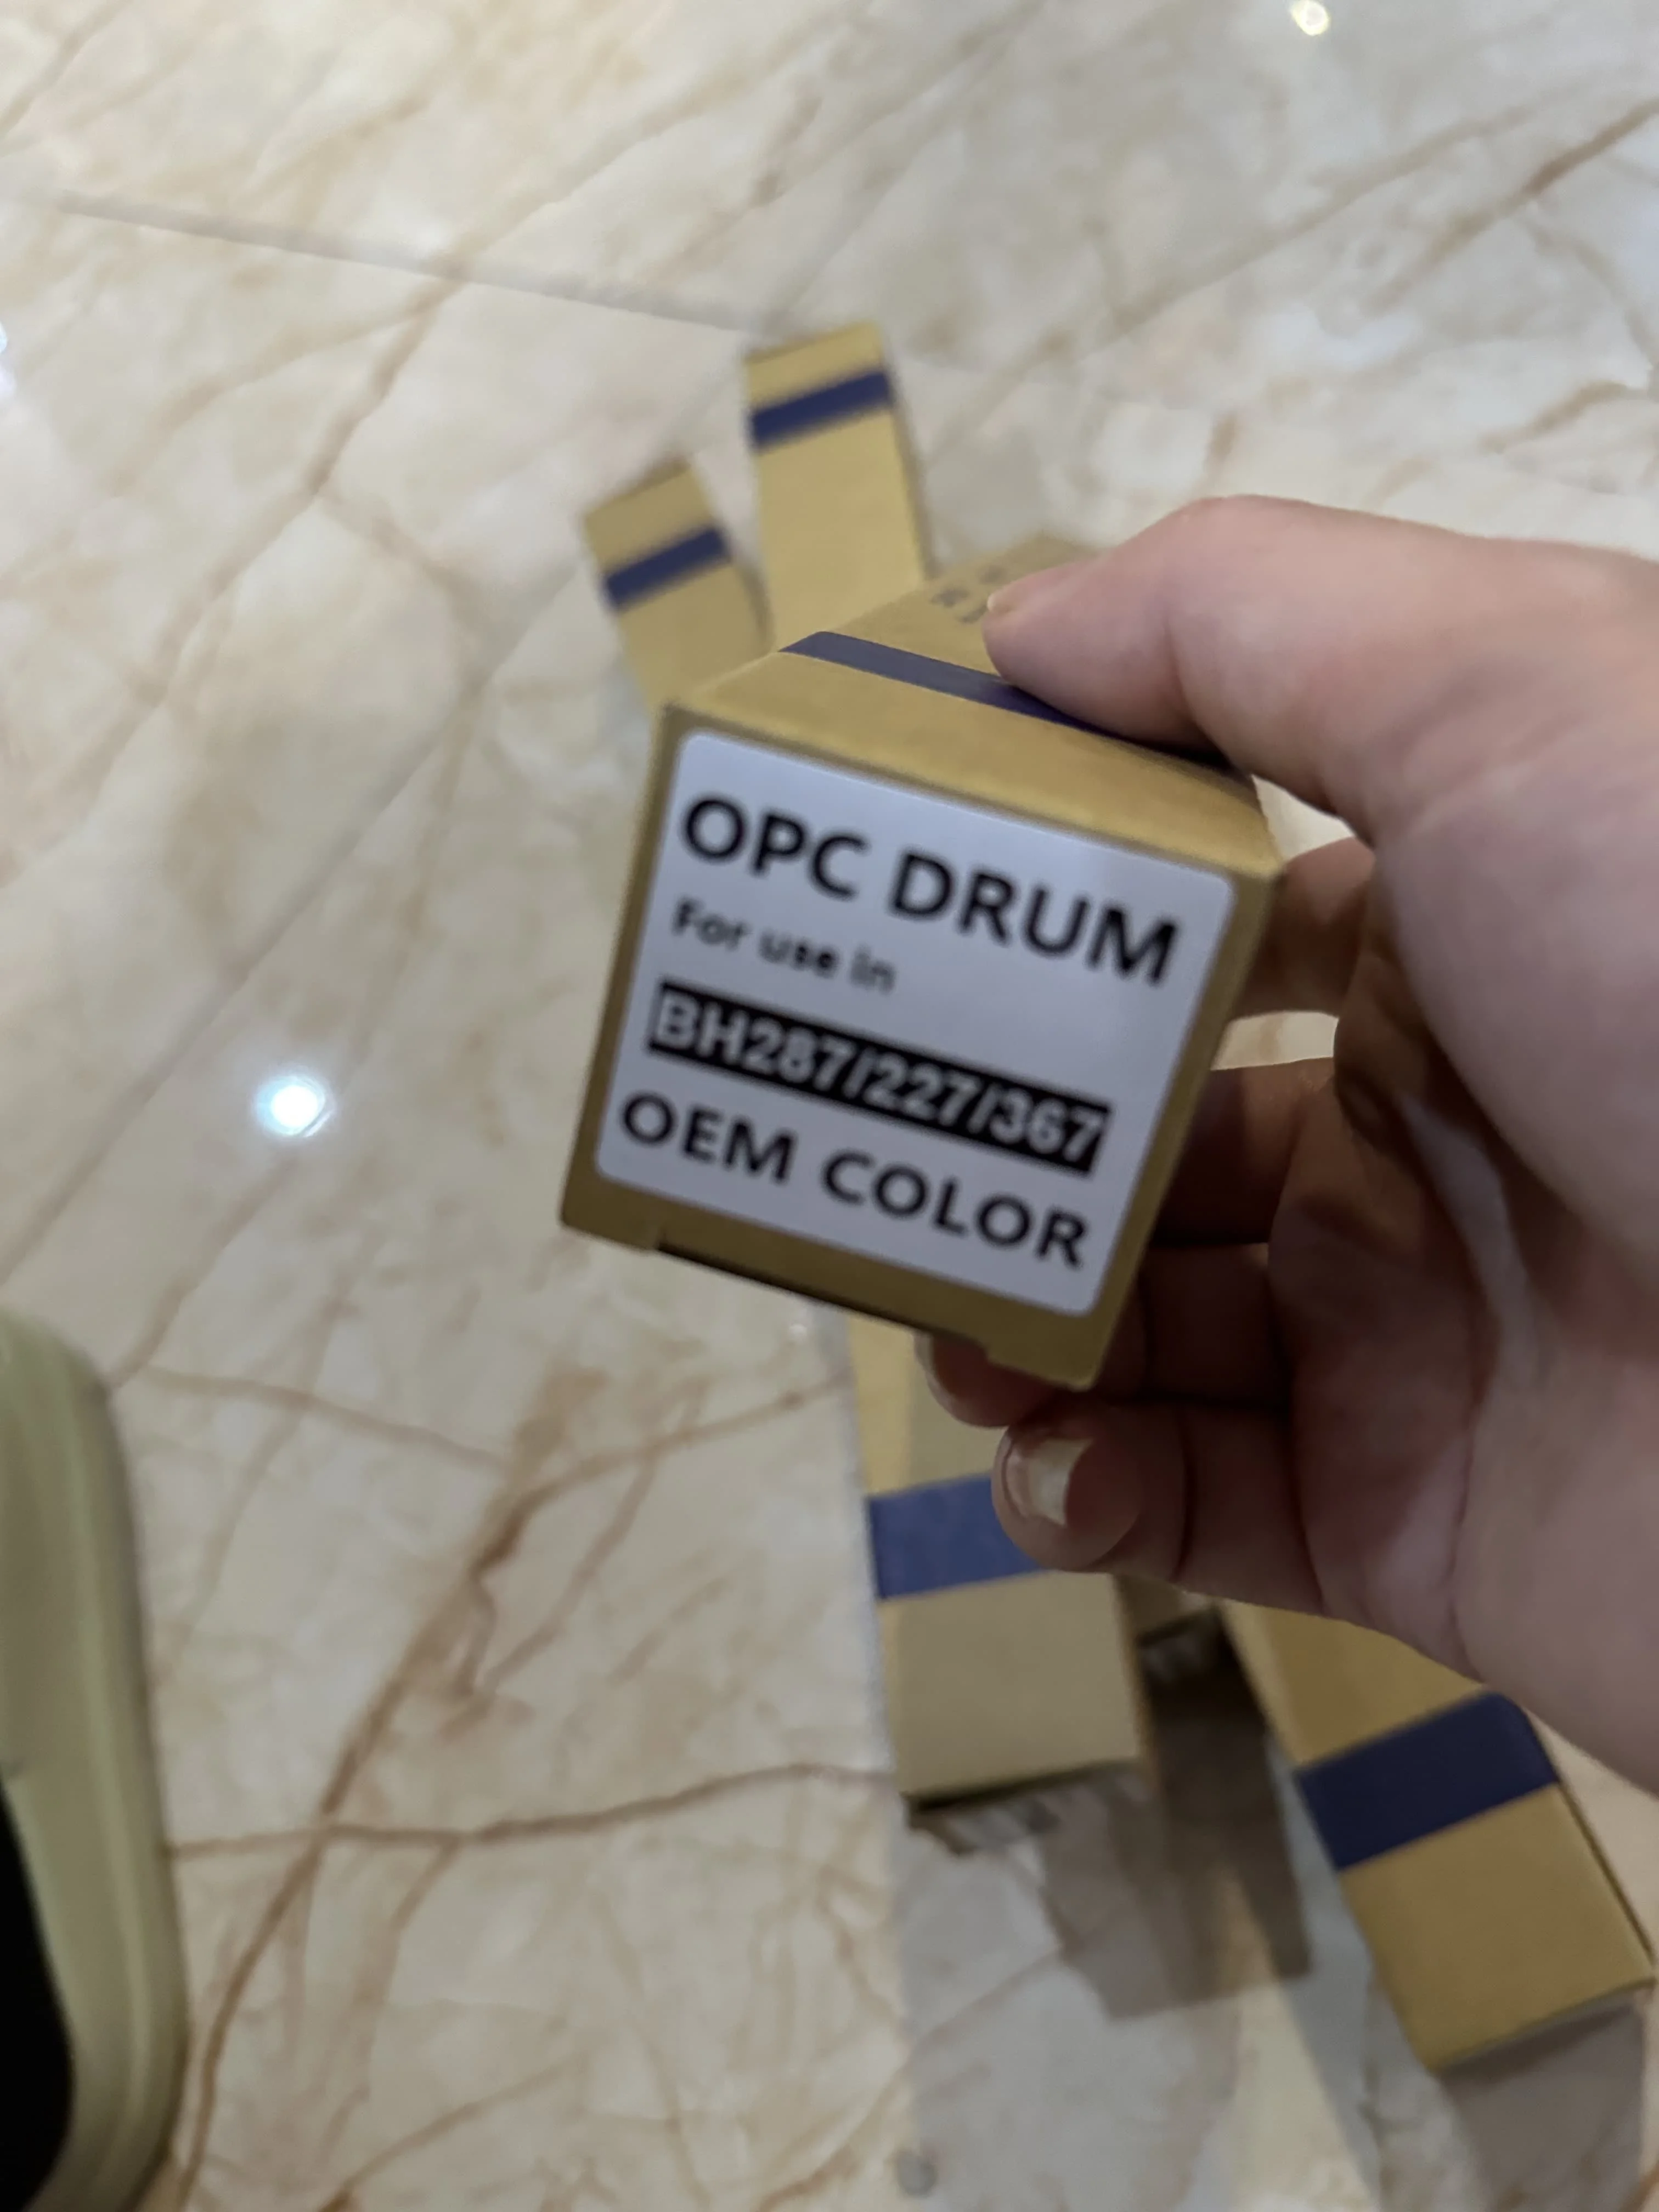 OPC DRUM
For use in
BH287/227/367
OEM COLOR